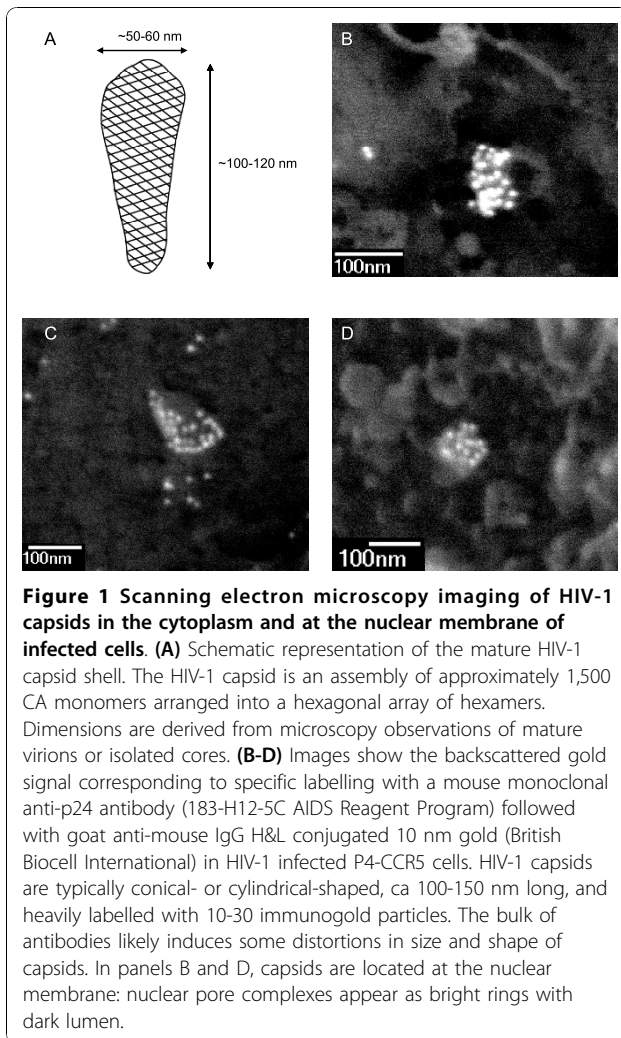 A
~50-60 nm
~100-120 nm
B
100nm
C
100nm
D
100nm
Figure 1 Scanning electron microscopy imaging of HIV-1
capsids in the cytoplasm and at the nuclear membrane of
infected cells. (A) Schematic representation of the mature HIV-1
capsid shell. The HIV-1 capsid is an assembly of approximately 1,500
CA monomers arranged into a hexagonal array of hexamers.
Dimensions are derived from microscopy observations of mature
virions or isolated cores. (B-D) Images show the backscattered gold
signal corresponding to specific labelling with a mouse monoclonal
anti-p24 antibody (183-H12-5C AIDS Reagent Program) followed
with goat anti-mouse IgG H&L conjugated 10 nm gold (British
Biocell International) in HIV-1 infected P4-CCR5 cells. HIV-1 capsids
are typically conical- or cylindrical-shaped, ca 100-150 nm long, and
heavily labelled with 10-30 immunogold particles. The bulk of
antibodies likely induces some distortions in size and shape of
capsids. In panels B and D, capsids are located at the nuclear
membrane: nuclear pore complexes appear as bright rings with
dark lumen.